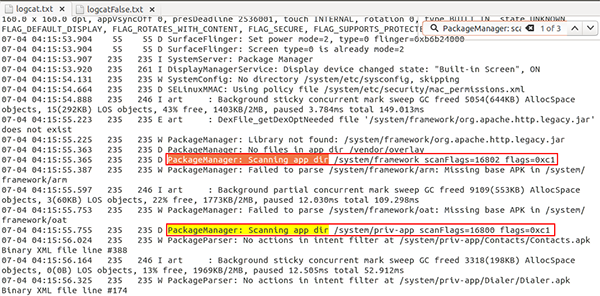 logcat.txt × logcatFalse.txt ×
160.0 x 160.0 dpi, appVsyncOff 0, presDeadline 2536001, touch INTERNAL, rotation 0, type BUILT_IN, state UNKNOWN,
FLAG_DEFAULT_DISPLAY, FLAG_ROTATES_WITH_CONTENT, FLAG_SECURE, FLAG_SUPPORTS_PROTECTE
PackageManager: sca 1 of 3
07-04 04:15:53.904 55 55 D SurfaceFlinger: Set power mode=2, type=0 flinger=0xb6b24000
07-04 04:15:53.904 55 55 D SurfaceFlinger: Screen type=0 is already mode=2
07-04 04:15:53.905 235 235 I SystemServer: Package Manager
07-04 04:15:53.920 235 261 I DisplayManagerService: Display device changed state: "Built-in Screen", ON
07-04 04:15:54.131 235 235 W SystemConfig: No directory /system/etc/sysconfig, skipping
07-04 04:15:54.664 235 235 D SELinuxMMAC: Using policy file /system/etc/security/mac_permissions.xml
07-04 04:15:54.888 235 246 I art : Background sticky concurrent mark sweep GC freed 5054(644KB) AllocSpace
objects, 15(292KB) LOS objects, 43% free, 1403KB/2MB, paused 3.784ms total 149.013ms
07-04 04:15:55.223 235 235 E art : DexFile_getDexOptNeeded file '/system/framework/org.apache.http.legacy.jar'
does not exist
07-04 04:15:55.225 235 235 W PackageManager: Library not found: /system/framework/org.apache.http.legacy.jar
07-04 04:15:55.363 235 235 D PackageManager: No files in app dir /vendor/overlay
07-04 04:15:55.365 235 235 D PackageManager: Scanning app dir /system/framework scanFlags=16802 flags=0xc1
07-04 04:15:55.387 235 235 W PackageManager: Failed to parse /system/framework/arm: Missing base APK in /system/
framework/arm
07-04 04:15:55.597 235 246 I art : Background partial concurrent mark sweep GC freed 9109(553KB) AllocSpace
objects, 3(60KB) LOS objects, 22% free, 1773KB/2MB, paused 12.030ms total 109.298ms
07-04 04:15:55.753 235 235 W PackageManager: Failed to parse /system/framework/oat: Missing base APK in /system/
framework/oat
07-04 04:15:55.755 235 235 D PackageManager: Scanning app dir /system/priv-app scanFlags=16800 flags=0xc1
07-04 04:15:56.024 235 235 W PackageParser: No actions in intent filter at /system/priv-app/Contacts/Contacts.apk
Binary XML file line #388
07-04 04:15:56.164 235 246 I art : Background sticky concurrent mark sweep GC freed 3318(198KB) AllocSpace
objects, 0(0B) LOS objects, 13% free, 1969KB/2MB, paused 12.505ms total 52.912ms
07-04 04:15:56.165 235 235 W PackageParser: No actions in intent filter at /system/priv-app/Dialer/Dialer.apk
Binary XML file line #174